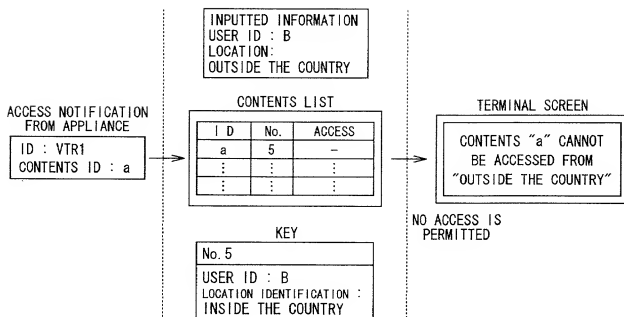 INPUTTED INFORMATION
USER ID : B
LOCATION:
OUTSIDE THE COUNTRY
ACCESS NOTIFICATION
FROM APPLIANCE
ID : VTR1
CONTENTS ID : a
CONTENTS LIST
ID No. ACCESS
a 5 –
⋮ ⋮ ⋮
⋮ ⋮ ⋮
TERMINAL SCREEN
CONTENTS "a" CANNOT
BE ACCESSED FROM
"OUTSIDE THE COUNTRY"
NO ACCESS IS
PERMITTED
KEY
No. 5
USER ID : B
LOCATION IDENTIFICATION :
INSIDE THE COUNTRY